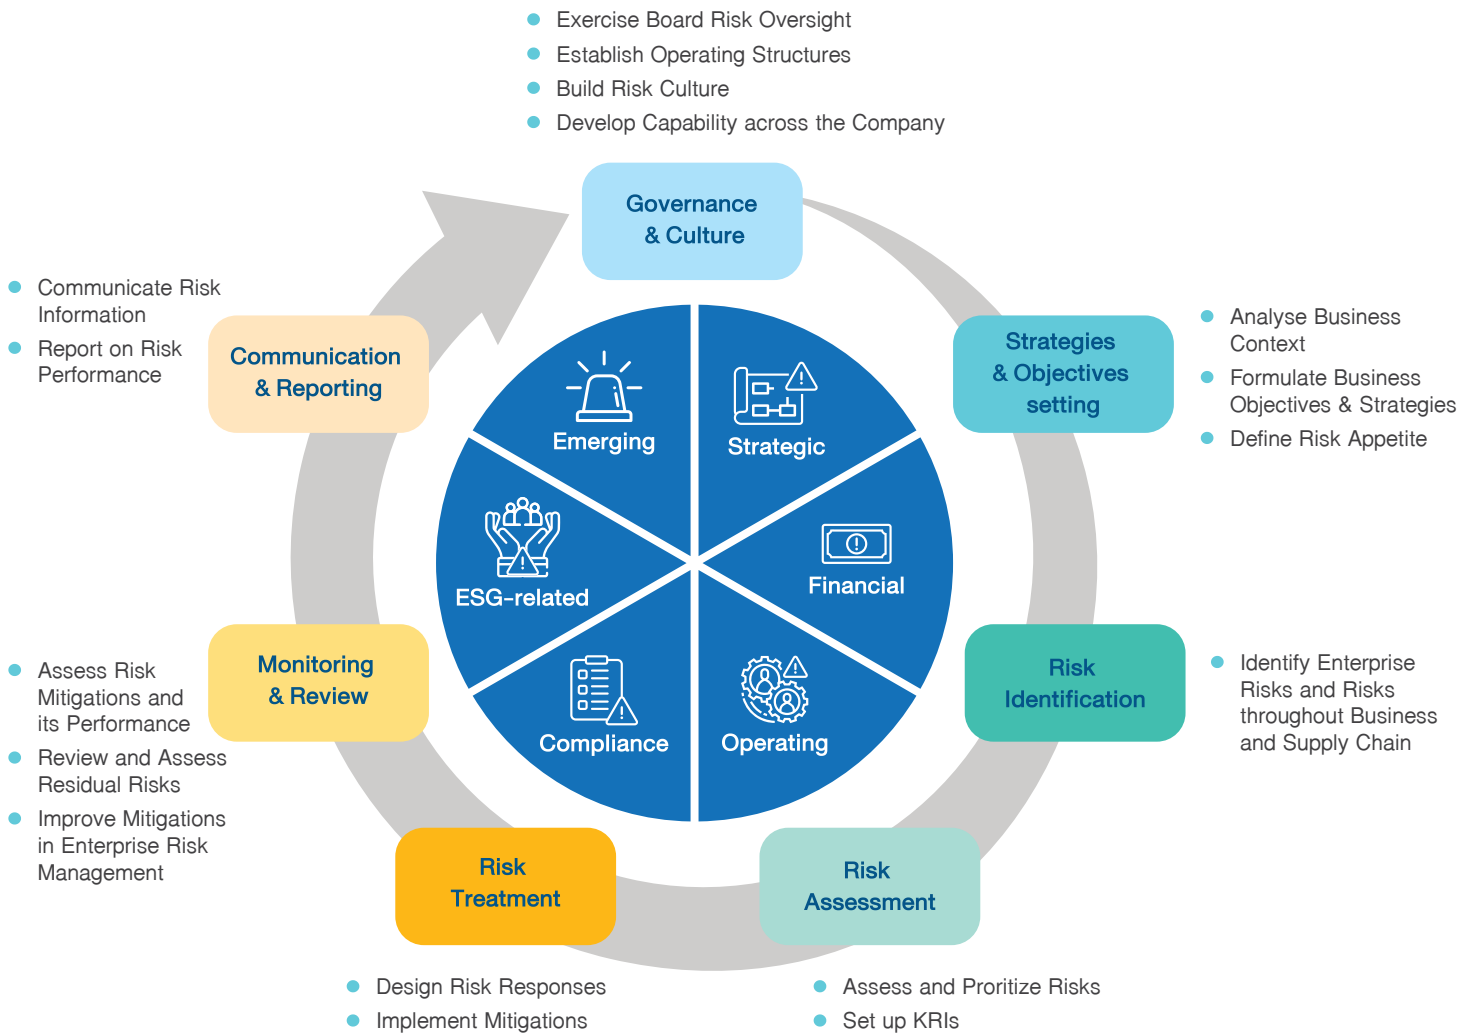 Exercise Board Risk Oversight
Establish Operating Structures
Build Risk Culture
Develop Capability across the Company
Governance
& Culture
Strategies
& Objectives
setting
Analyse Business
Context
Formulate Business
Objectives & Strategies
Define Risk Appetite
Risk
Identification
Identify Enterprise
Risks and Risks
throughout Business
and Supply Chain
Risk
Assessment
Assess and Proritize Risks
Set up KRIs
Risk
Treatment
Design Risk Responses
Implement Mitigations
Monitoring
& Review
Assess Risk
Mitigations and
its Performance
Review and Assess
Residual Risks
Improve Mitigations
in Enterprise Risk
Management
Communication
& Reporting
Communicate Risk
Information
Report on Risk
Performance
Emerging
Strategic
Financial
Operating
Compliance
ESG-related